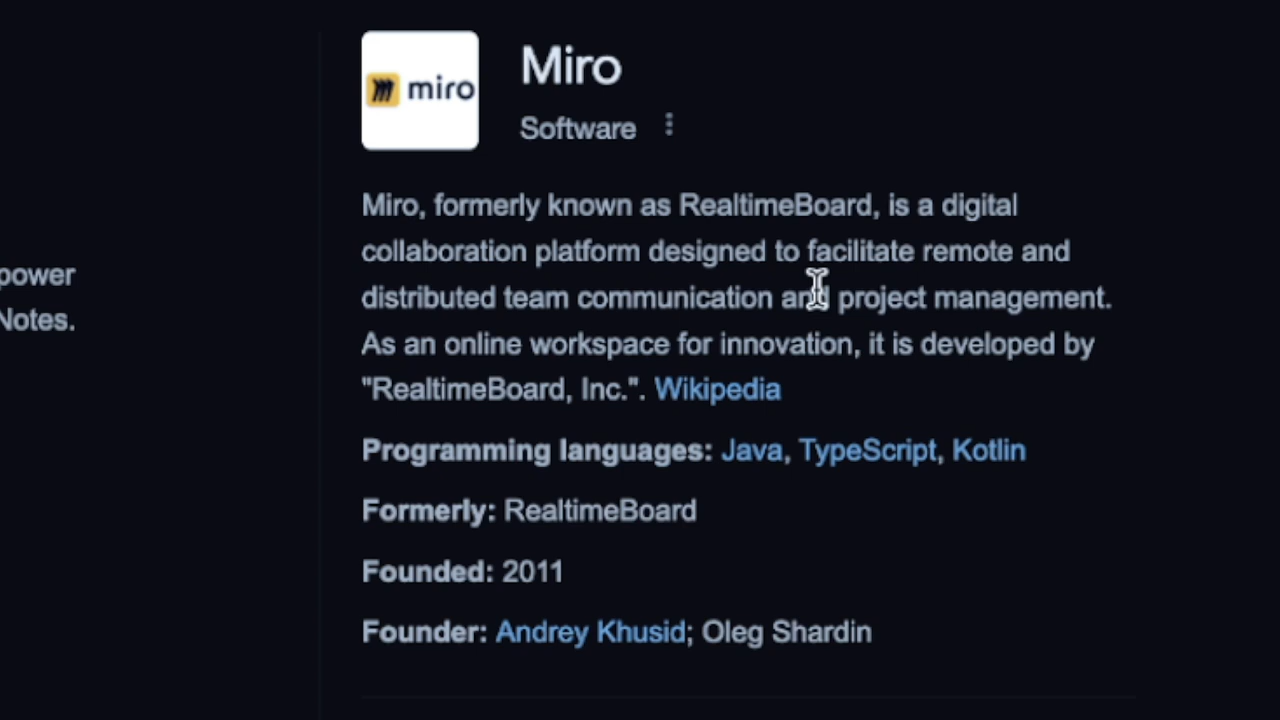 miro
Miro
Software
power
Notes.
Miro, formerly known as RealtimeBoard, is a digital
collaboration platform designed to facilitate remote and
distributed team communication and project management.
As an online workspace for innovation, it is developed by
"RealtimeBoard, Inc.". Wikipedia
Programming languages: Java, TypeScript, Kotlin
Formerly: RealtimeBoard
Founded: 2011
Founder: Andrey Khusid; Oleg Shardin